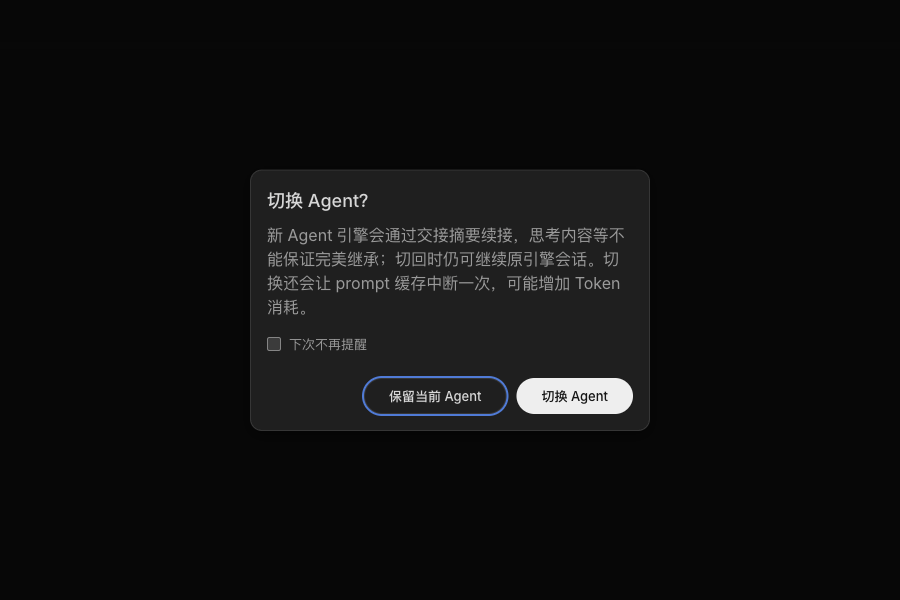 切换 Agent?
新 Agent 引擎会通过交接摘要续接，思考内容等不
能保证完美继承；切回时仍可继续原引擎会话。切
换还会让 prompt 缓存中断一次，可能增加 Token
消耗。
下次不再提醒
保留当前 Agent
切换 Agent